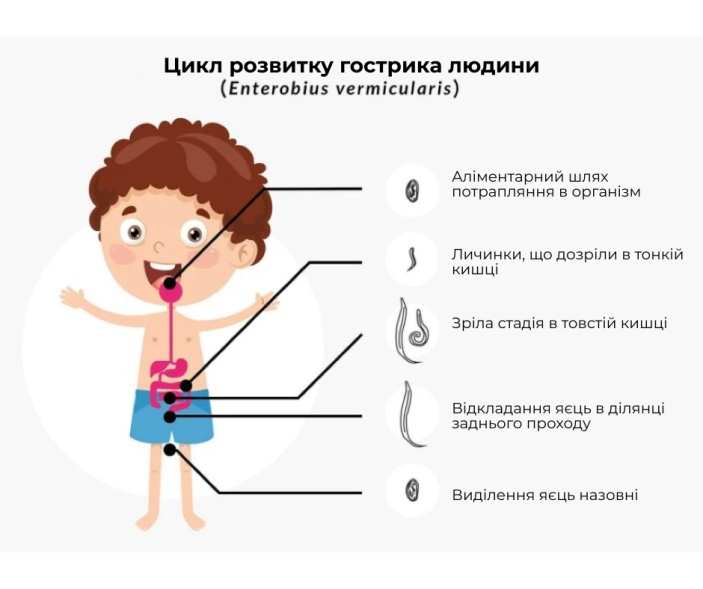 Цикл розвитку гострика людини
(Enterobius vermicularis)
Аліментарний шлях
потрапляння в організм
Личинки, що дозріли в тонкій
кишці
Зріла стадія в товстій кишці
Відкладання яєць в ділянці
заднього проходу
Виділення яєць назовні